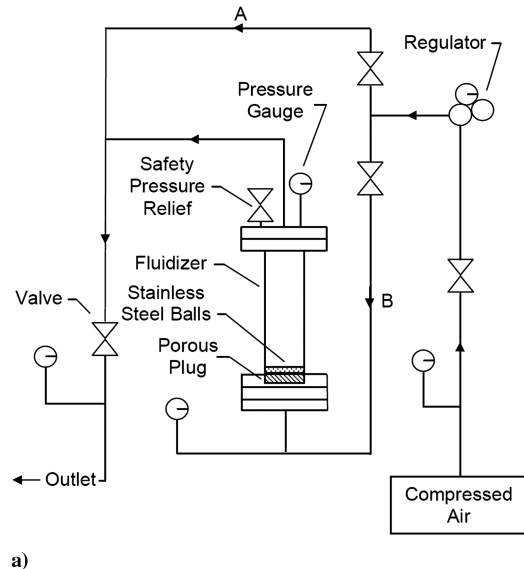 A
Regulator
Pressure
Gauge
Safety
Pressure
Relief
Fluidizer
Stainless
Steel Balls
Valve
B
Porous
Plug
Outlet
Compressed
Air
a)